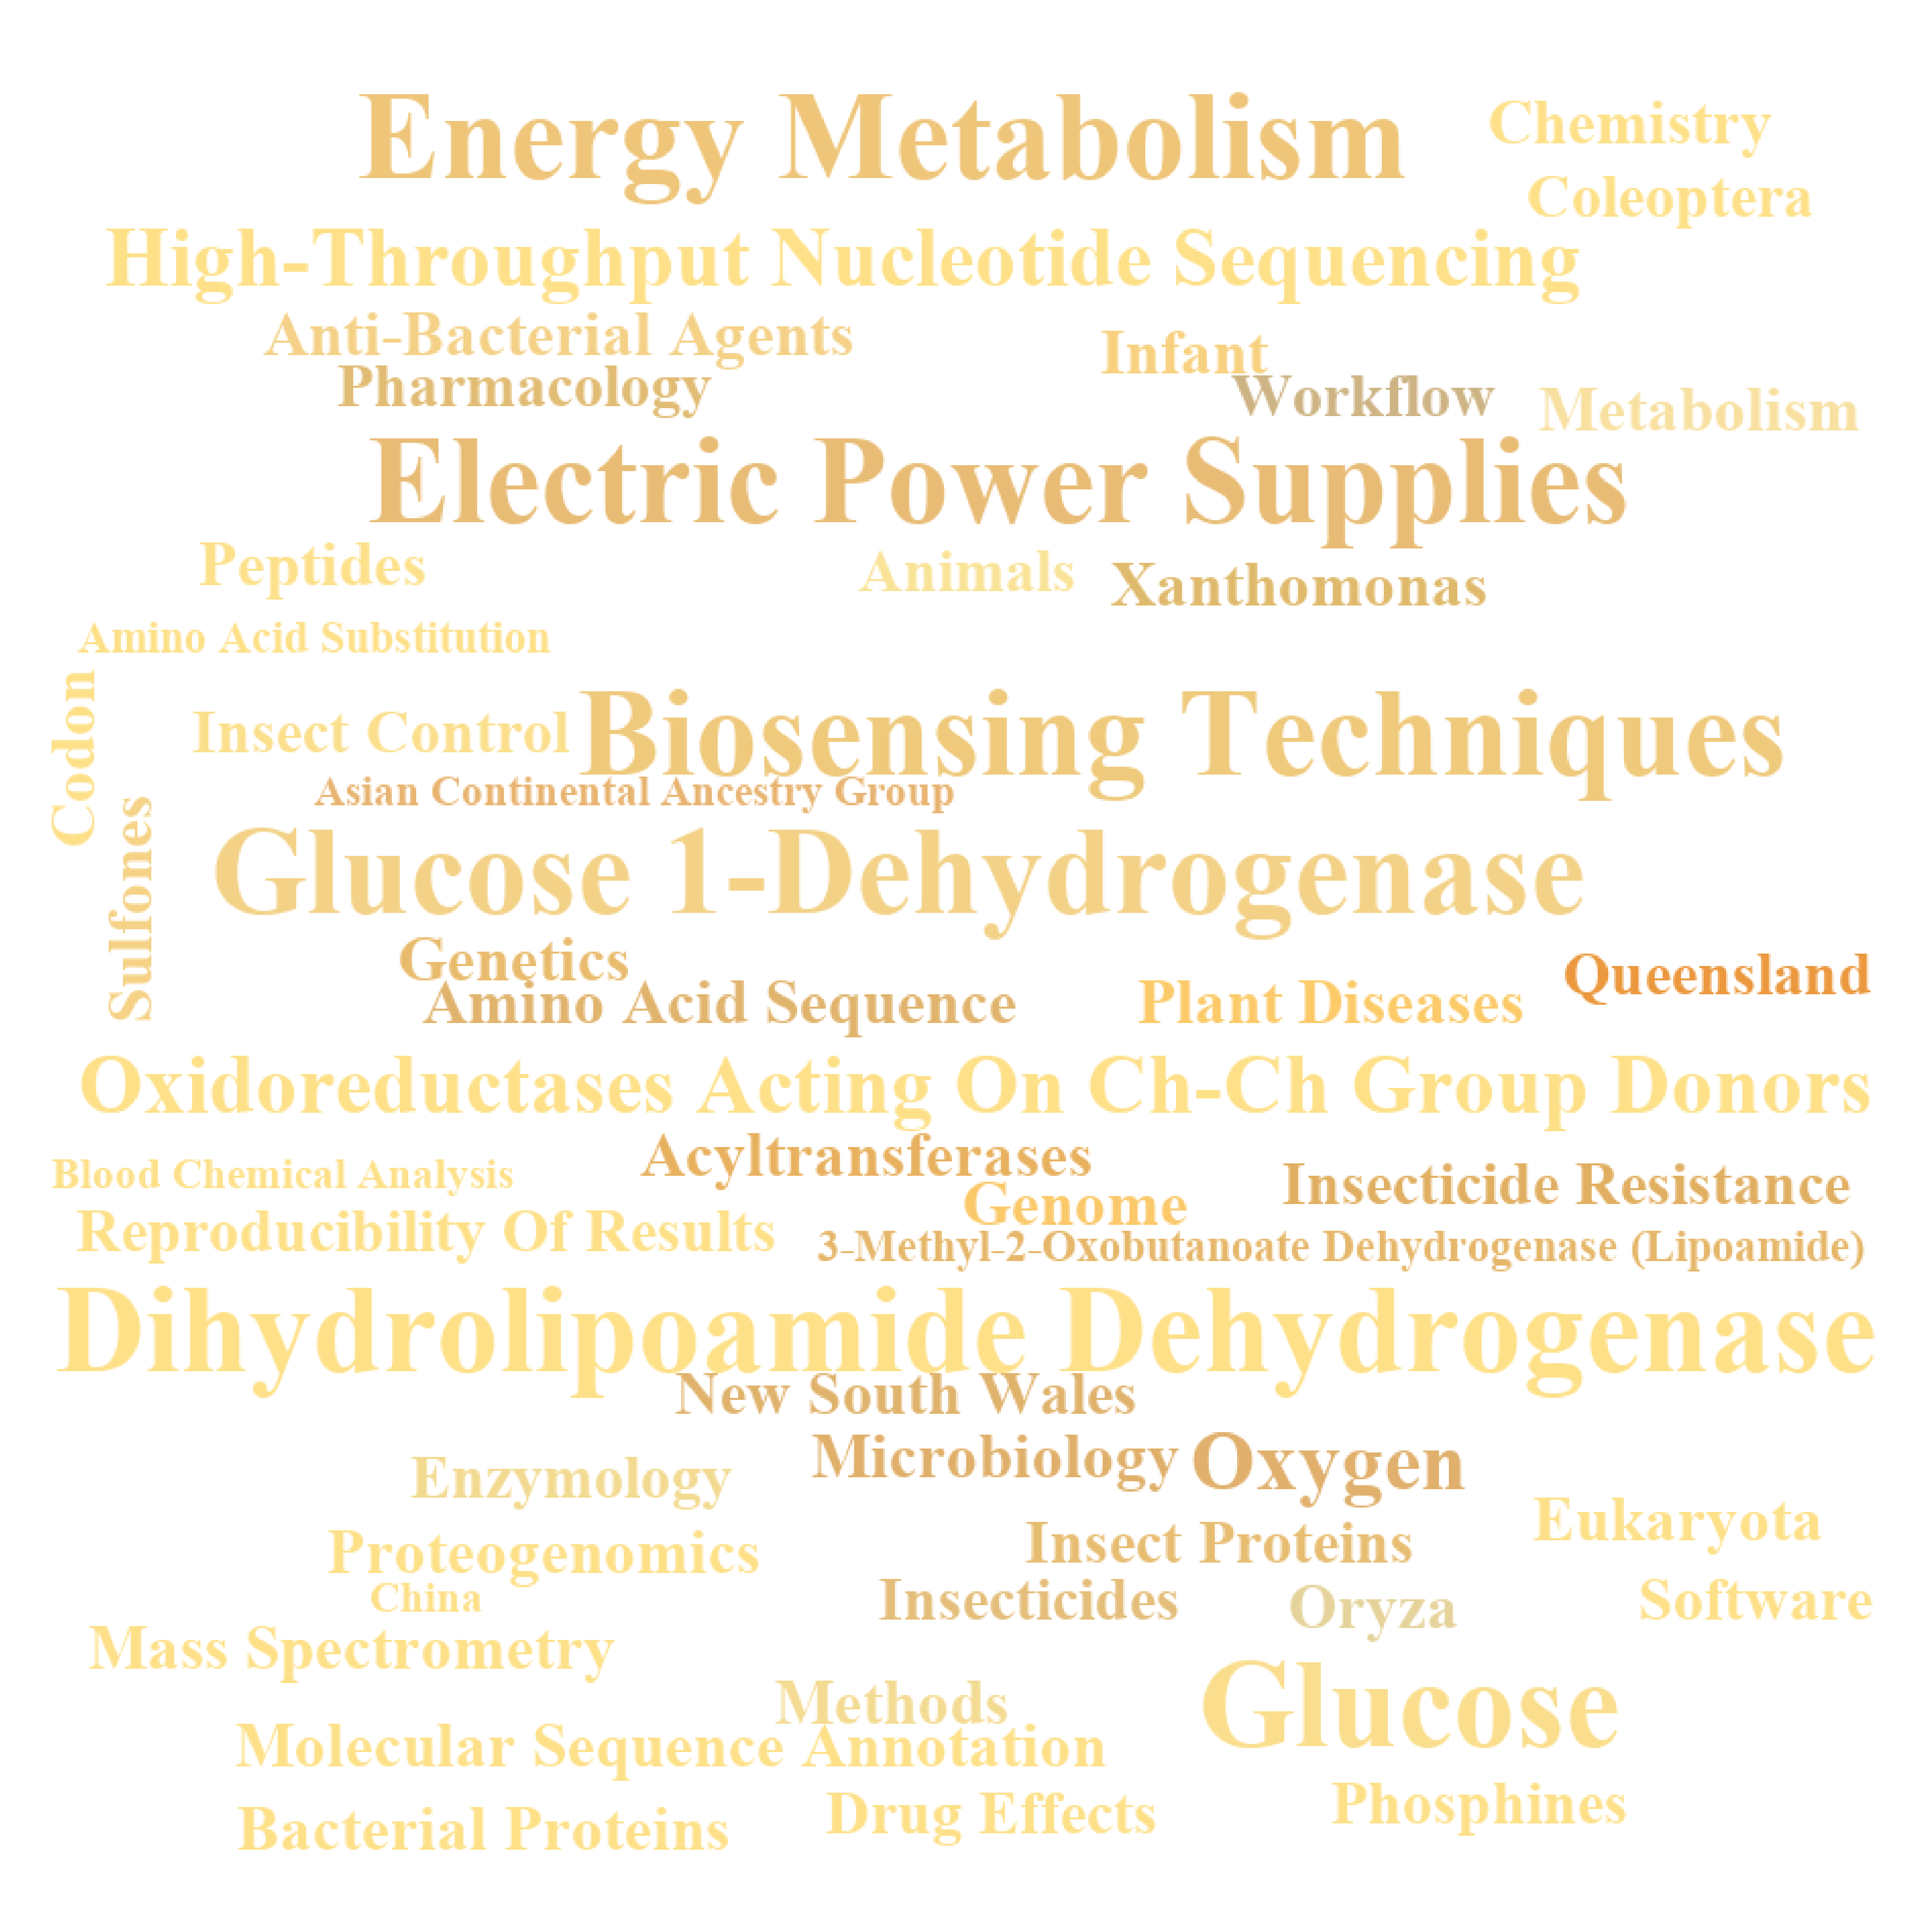 Energy Metabolism
Chemistry
Coleoptera
High-Throughput Nucleotide Sequencing
Anti-Bacterial Agents
Infant
Pharmacology
Workflow
Metabolism
Electric Power Supplies
Peptides
Animals
Xanthomonas
Amino Acid Substitution
Codon
Insect Control
Biosensing Techniques
Asian Continental Ancestry Group
Sulfones
Glucose 1-Dehydrogenase
Genetics
Queensland
Amino Acid Sequence
Plant Diseases
Oxidoreductases Acting On Ch-Ch Group Donors
Acyltransferases
Blood Chemical Analysis
Insecticide Resistance
Genome
Reproducibility Of Results
3-Methyl-2-Oxobutanoate Dehydrogenase (Lipoamide)
Dihydrolipoamide Dehydrogenase
New South Wales
Microbiology
Oxygen
Enzymology
Eukaryota
Insect Proteins
Proteogenomics
China
Insecticides
Oryza
Software
Mass Spectrometry
Methods
Glucose
Molecular Sequence Annotation
Phosphines
Drug Effects
Bacterial Proteins